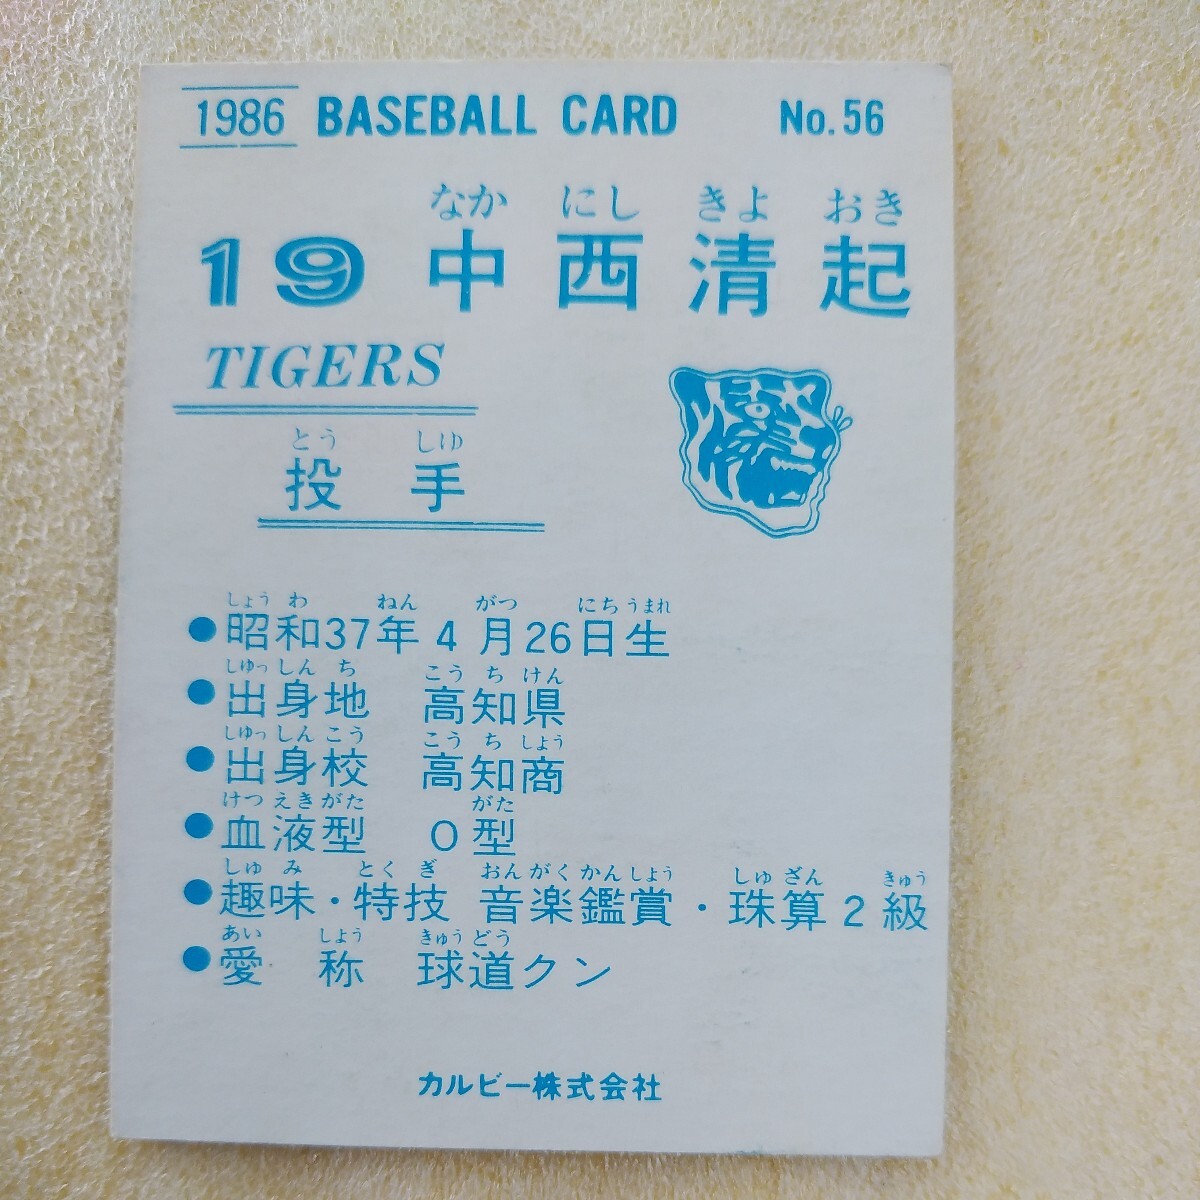 1986 BASEBALL CARD No.56
なか にし きよ おき
19 中西清起
TIGERS
とう しゆ
投 手
しょう わ ねん がつ にち うまれ
●昭和37年 4 月26日生
しゆっ しん ち こう ち けん
●出身地 高知県
しゆっ しん こう こう ち しよう
●出身校 高知商
けつ えき がた がた
●血液型 O 型
しゅ み とく ぎ おん がく かん しよう しゅ ざん きゅう
●趣味・特技 音楽鑑賞・珠算 2 級
あい しよう きゅう どう
●愛 称 球道クン
カルビー株式会社